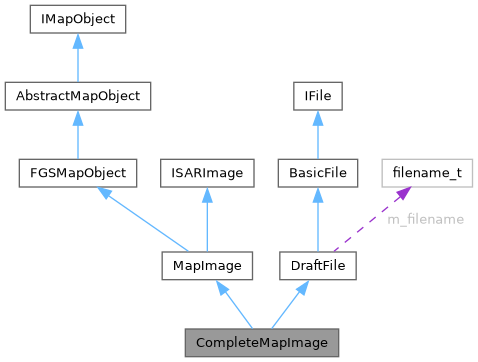 IMapObject
AbstractMapObject
IFile
FGSMapObject
ISARImage
BasicFile
filename_t
m_filename
MapImage
DraftFile
CompleteMapImage